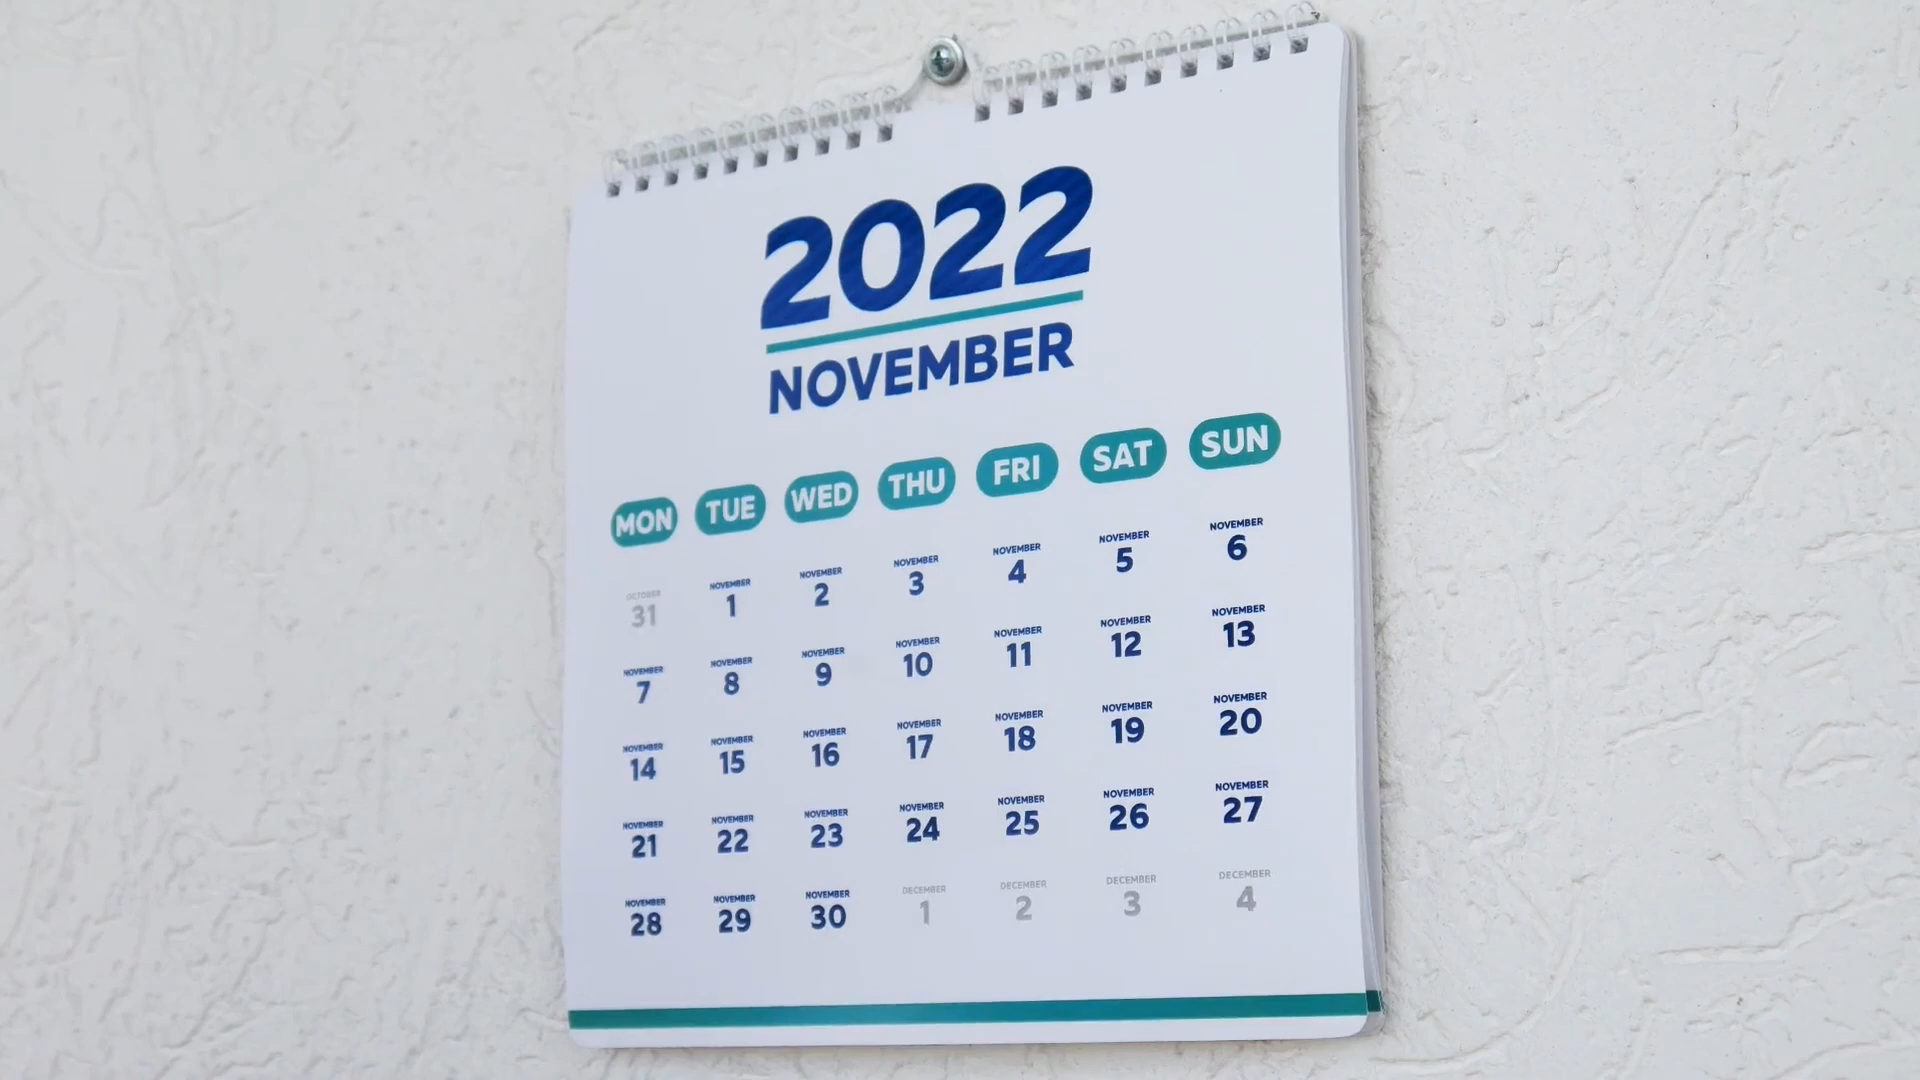 2022
NOVEMBER
MON TUE WED THU FRI SAT SUN
OCTOBER NOVEMBER NOVEMBER NOVEMBER NOVEMBER NOVEMBER NOVEMBER
31 1 2 3 4 5 6
NOVEMBER NOVEMBER NOVEMBER NOVEMBER NOVEMBER NOVEMBER NOVEMBER
7 8 9 10 11 12 13
NOVEMBER NOVEMBER NOVEMBER NOVEMBER NOVEMBER NOVEMBER NOVEMBER
14 15 16 17 18 19 20
NOVEMBER NOVEMBER NOVEMBER NOVEMBER NOVEMBER NOVEMBER NOVEMBER
21 22 23 24 25 26 27
NOVEMBER NOVEMBER NOVEMBER DECEMBER DECEMBER DECEMBER DECEMBER
28 29 30 1 2 3 4